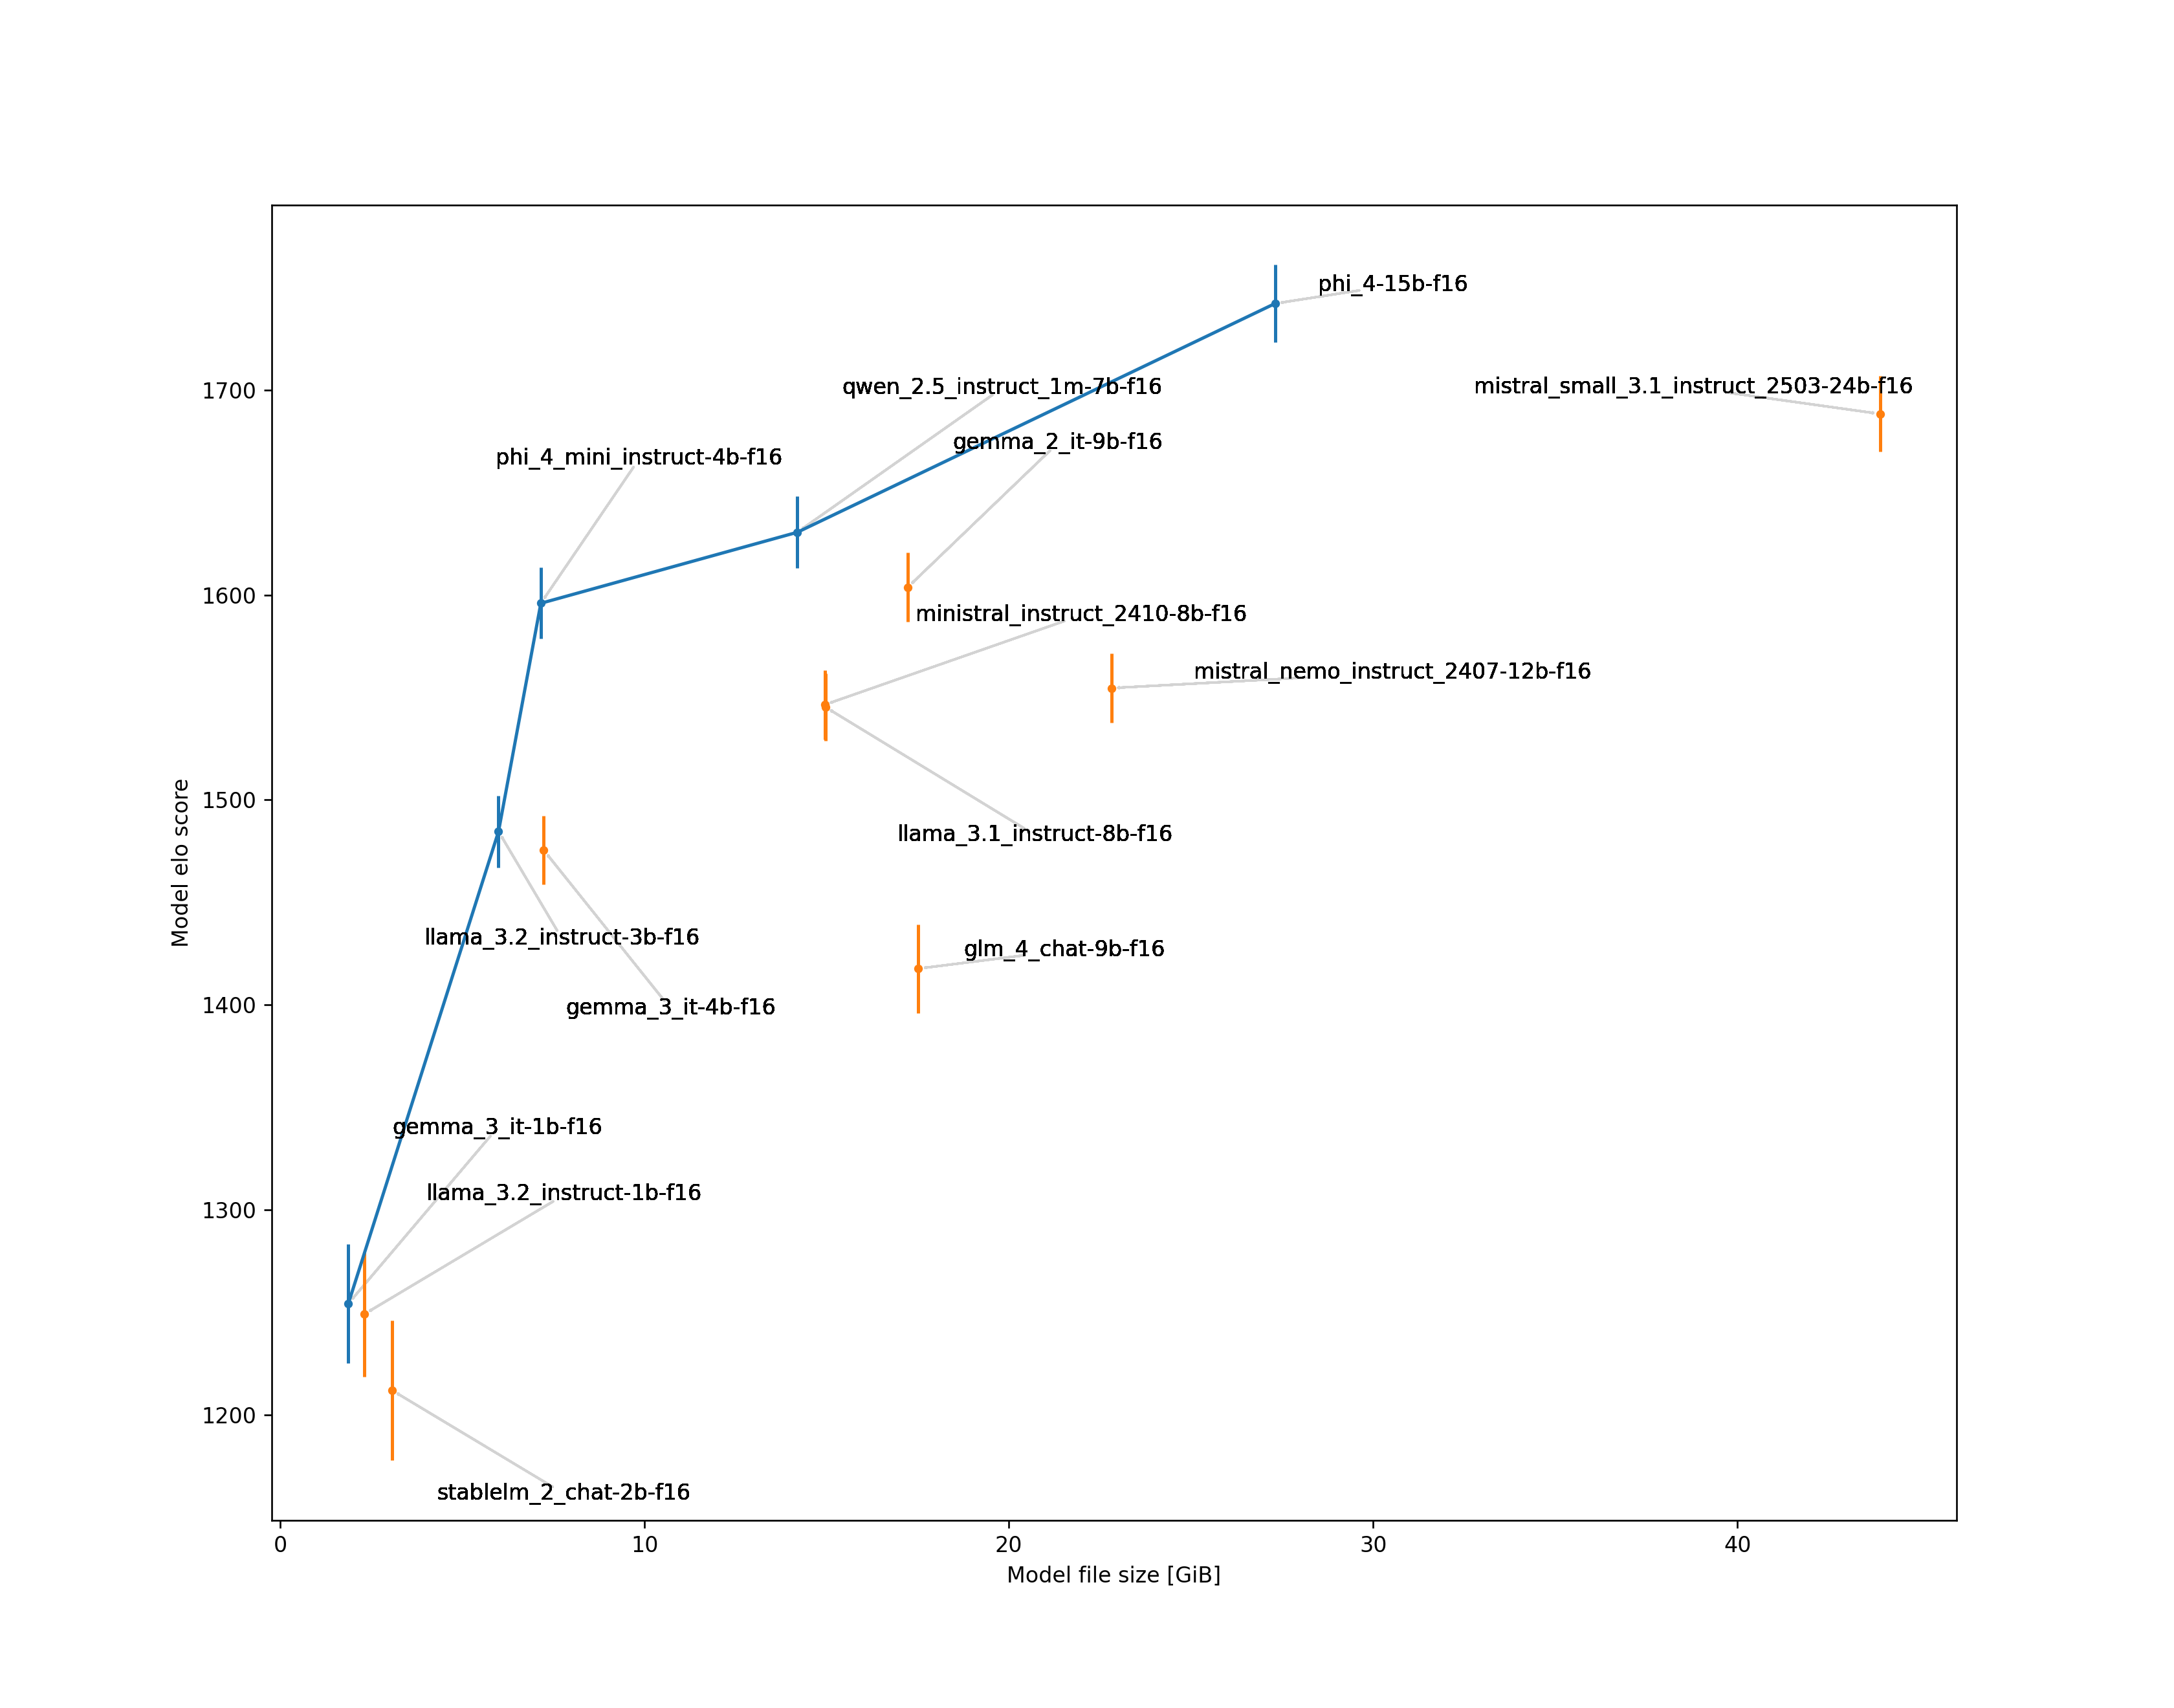 phi_4-15b-f16
qwen_2.5_instruct_1m-7b-f16
mistral_small_3.1_instruct_2503-24b-f16
gemma_2_it-9b-f16
phi_4_mini_instruct-4b-f16
ministral_instruct_2410-8b-f16
mistral_nemo_instruct_2407-12b-f16
llama_3.1_instruct-8b-f16
llama_3.2_instruct-3b-f16
glm_4_chat-9b-f16
gemma_3_it-4b-f16
gemma_3_it-1b-f16
llama_3.2_instruct-1b-f16
stablelm_2_chat-2b-f16
1700
1600
1500
1400
1300
1200
Model elo score
0 10 20 30 40
Model file size [GiB]